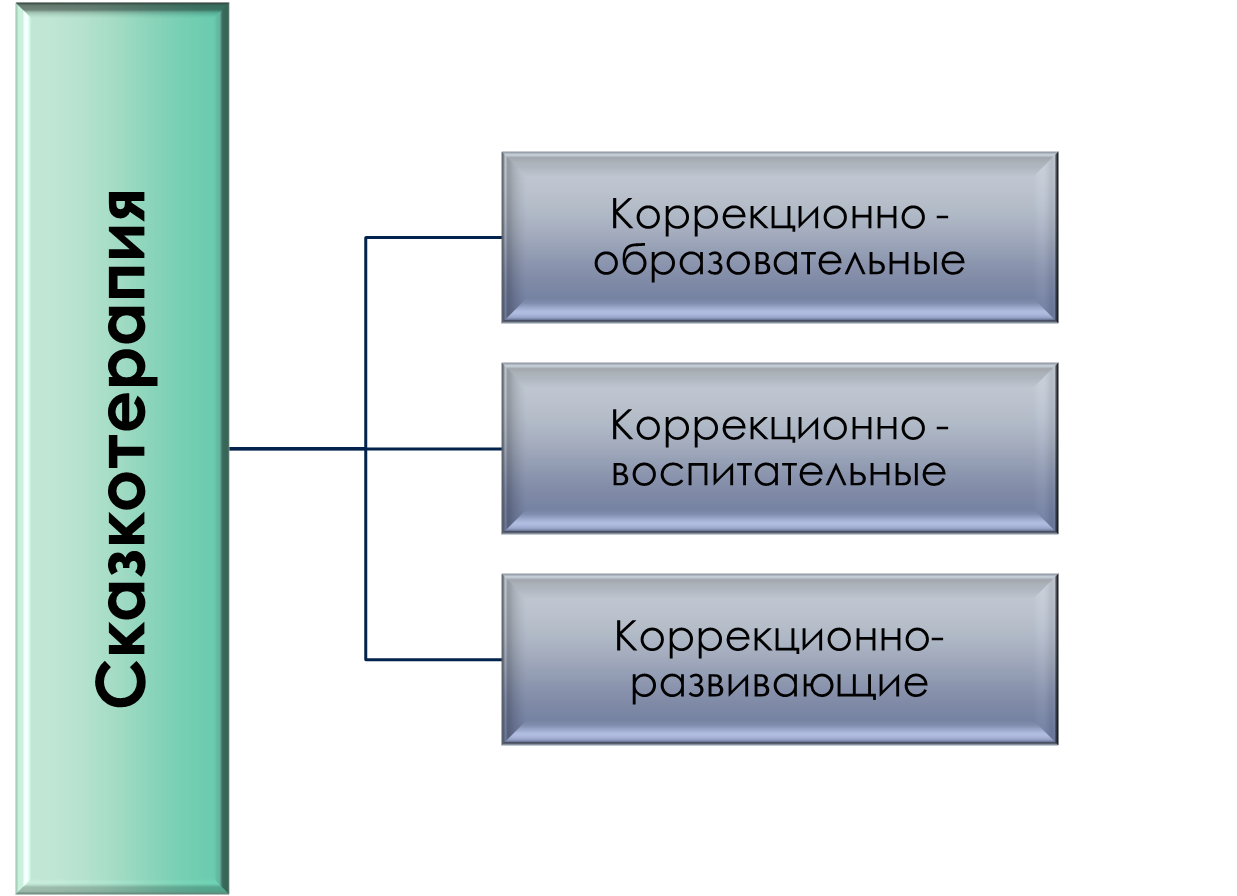 Сказкотерапия
Коррекционно -
образовательные
Коррекционно -
воспитательные
Коррекционно-
развивающие